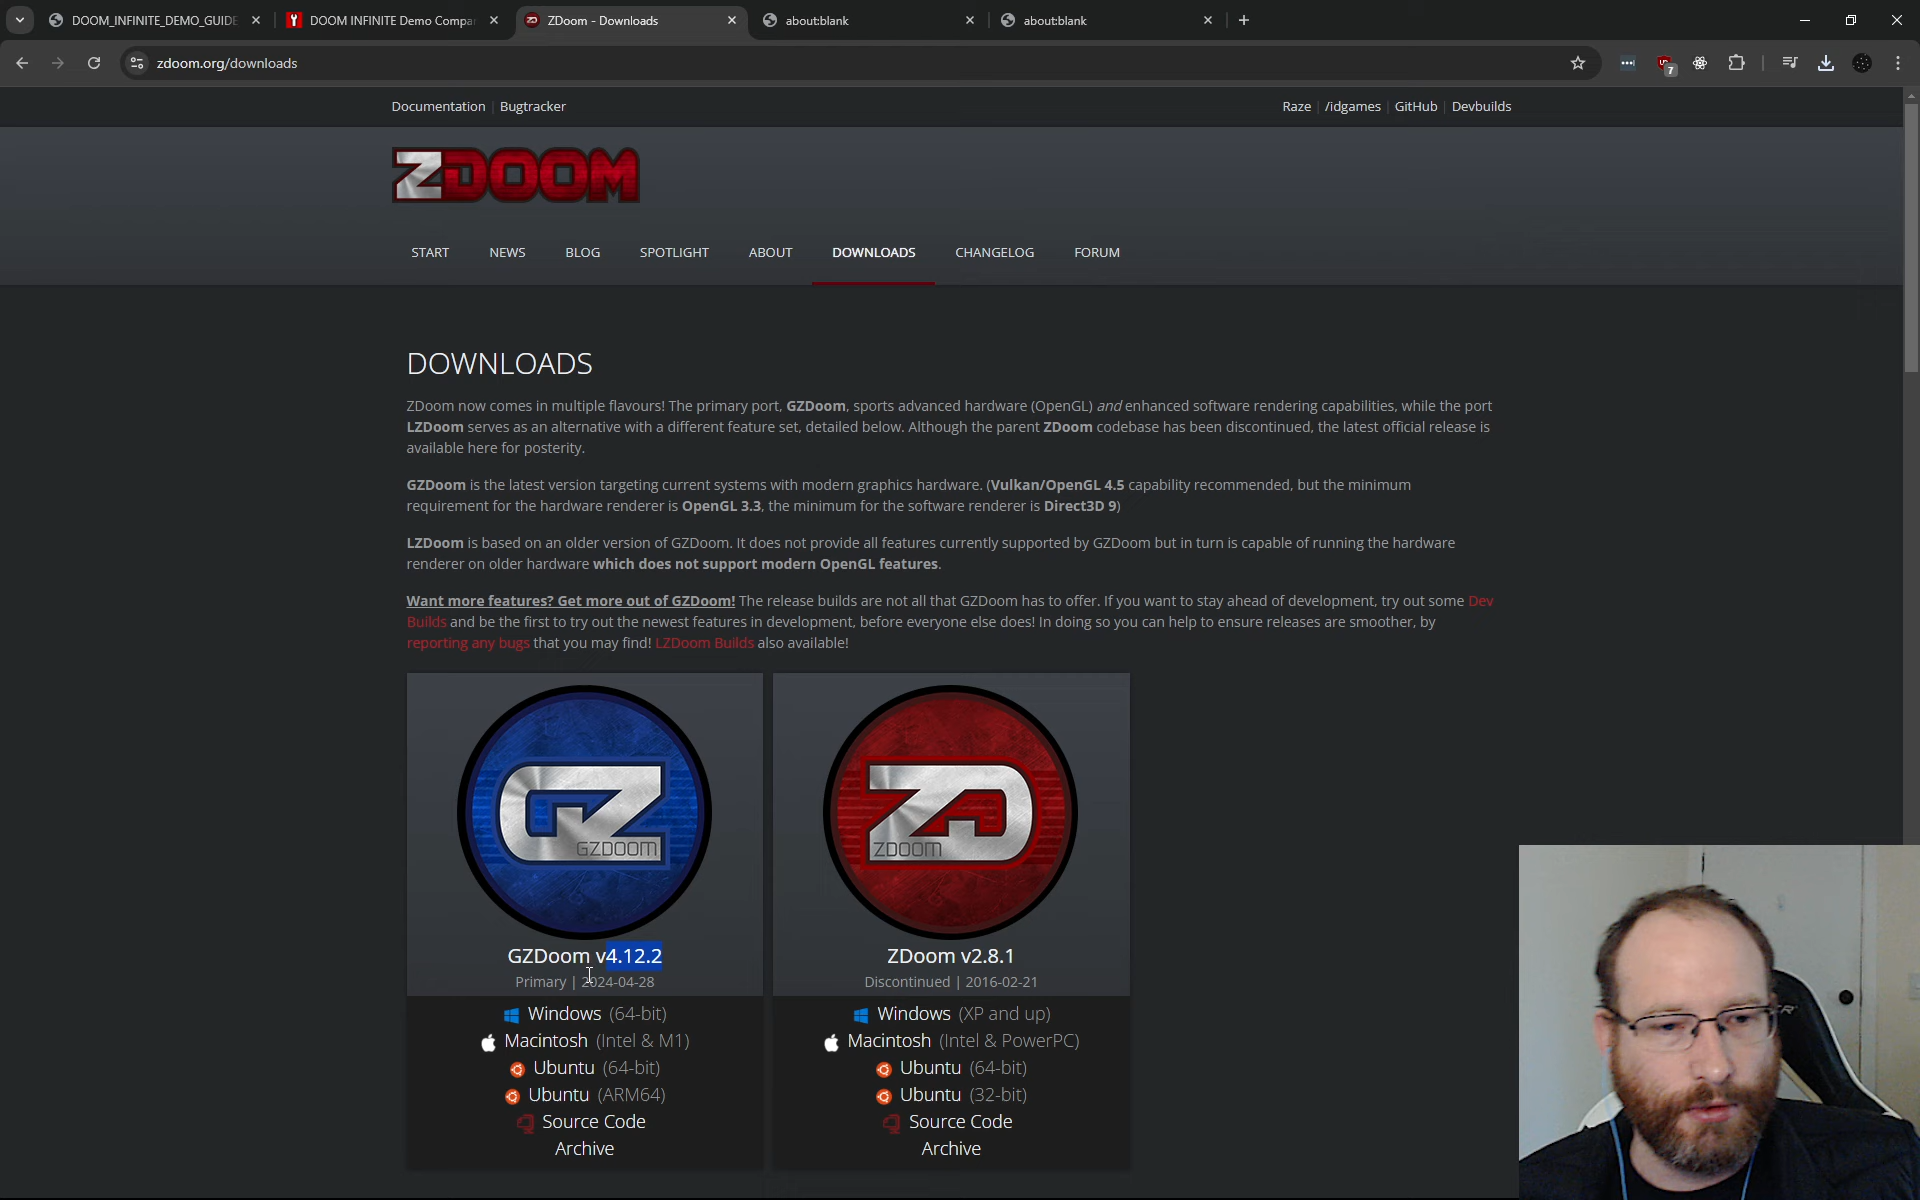 DOOM_INFINITE_DEMO_GUIDE
DOOM INFINITE Demo Compa
ZDoom - Downloads
about:blank
about:blank
zdoom.org/downloads
7
Documentation | Bugtracker
Raze | /idgames | GitHub | Devbuilds
ZDOOM
START
NEWS
BLOG
SPOTLIGHT
ABOUT
DOWNLOADS
CHANGELOG
FORUM
DOWNLOADS
ZDoom now comes in multiple flavours! The primary port, GZDoom, sports advanced hardware (OpenGL) and enhanced software rendering capabilities, while the port
LZDoom serves as an alternative with a different feature set, detailed below. Although the parent ZDoom codebase has been discontinued, the latest official release is
available here for posterity.
GZDoom is the latest version targeting current systems with modern graphics hardware. (Vulkan/OpenGL 4.5 capability recommended, but the minimum
requirement for the hardware renderer is OpenGL 3.3, the minimum for the software renderer is Direct3D 9)
LZDoom is based on an older version of GZDoom. It does not provide all features currently supported by GZDoom but in turn is capable of running the hardware
renderer on older hardware which does not support modern OpenGL features.
Want more features? Get more out of GZDoom! The release builds are not all that GZDoom has to offer. If you want to stay ahead of development, try out some Dev
Builds and be the first to try out the newest features in development, before everyone else does! In doing so you can help to ensure releases are smoother, by
reporting any bugs that you may find! LZDoom Builds also available!
GZ
GZDOOM
GZDoom v4.12.2
Primary | 2024-04-28
Windows (64-bit)
Macintosh (Intel & M1)
Ubuntu (64-bit)
Ubuntu (ARM64)
Source Code
Archive
ZD
ZDOOM
ZDoom v2.8.1
Discontinued | 2016-02-21
Windows (XP and up)
Macintosh (Intel & PowerPC)
Ubuntu (64-bit)
Ubuntu (32-bit)
Source Code
Archive